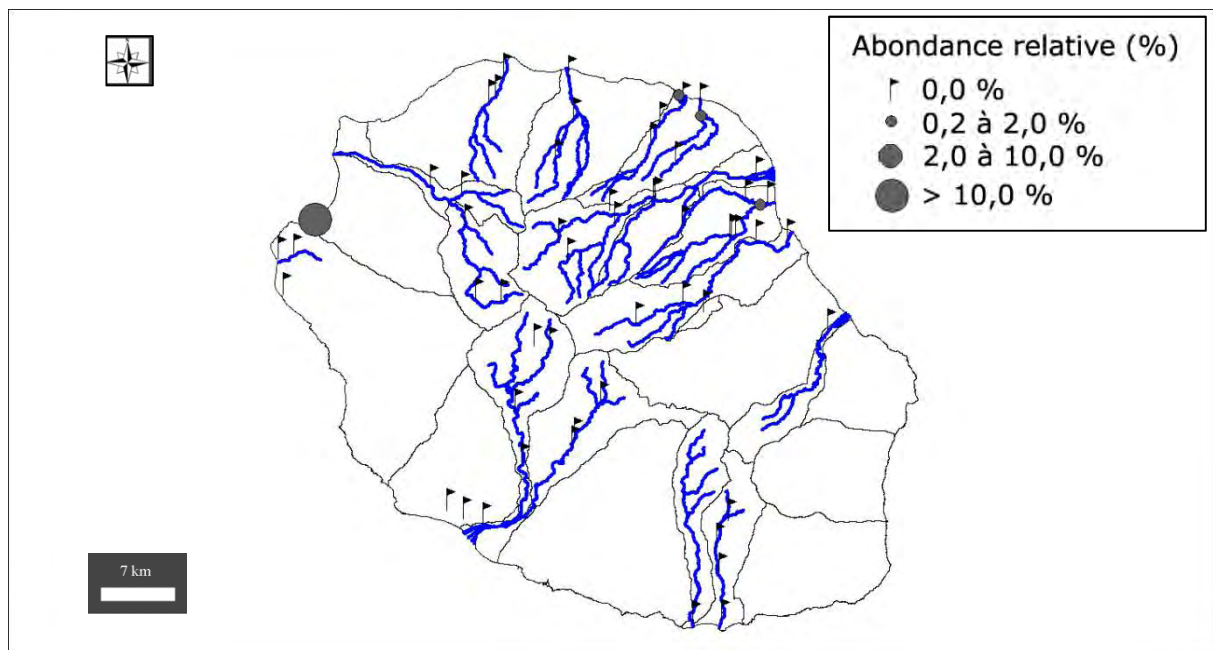 Abondance relative (%)
0,0 %
0,2 à 2,0 %
2,0 à 10,0 %
> 10,0 %
7 km